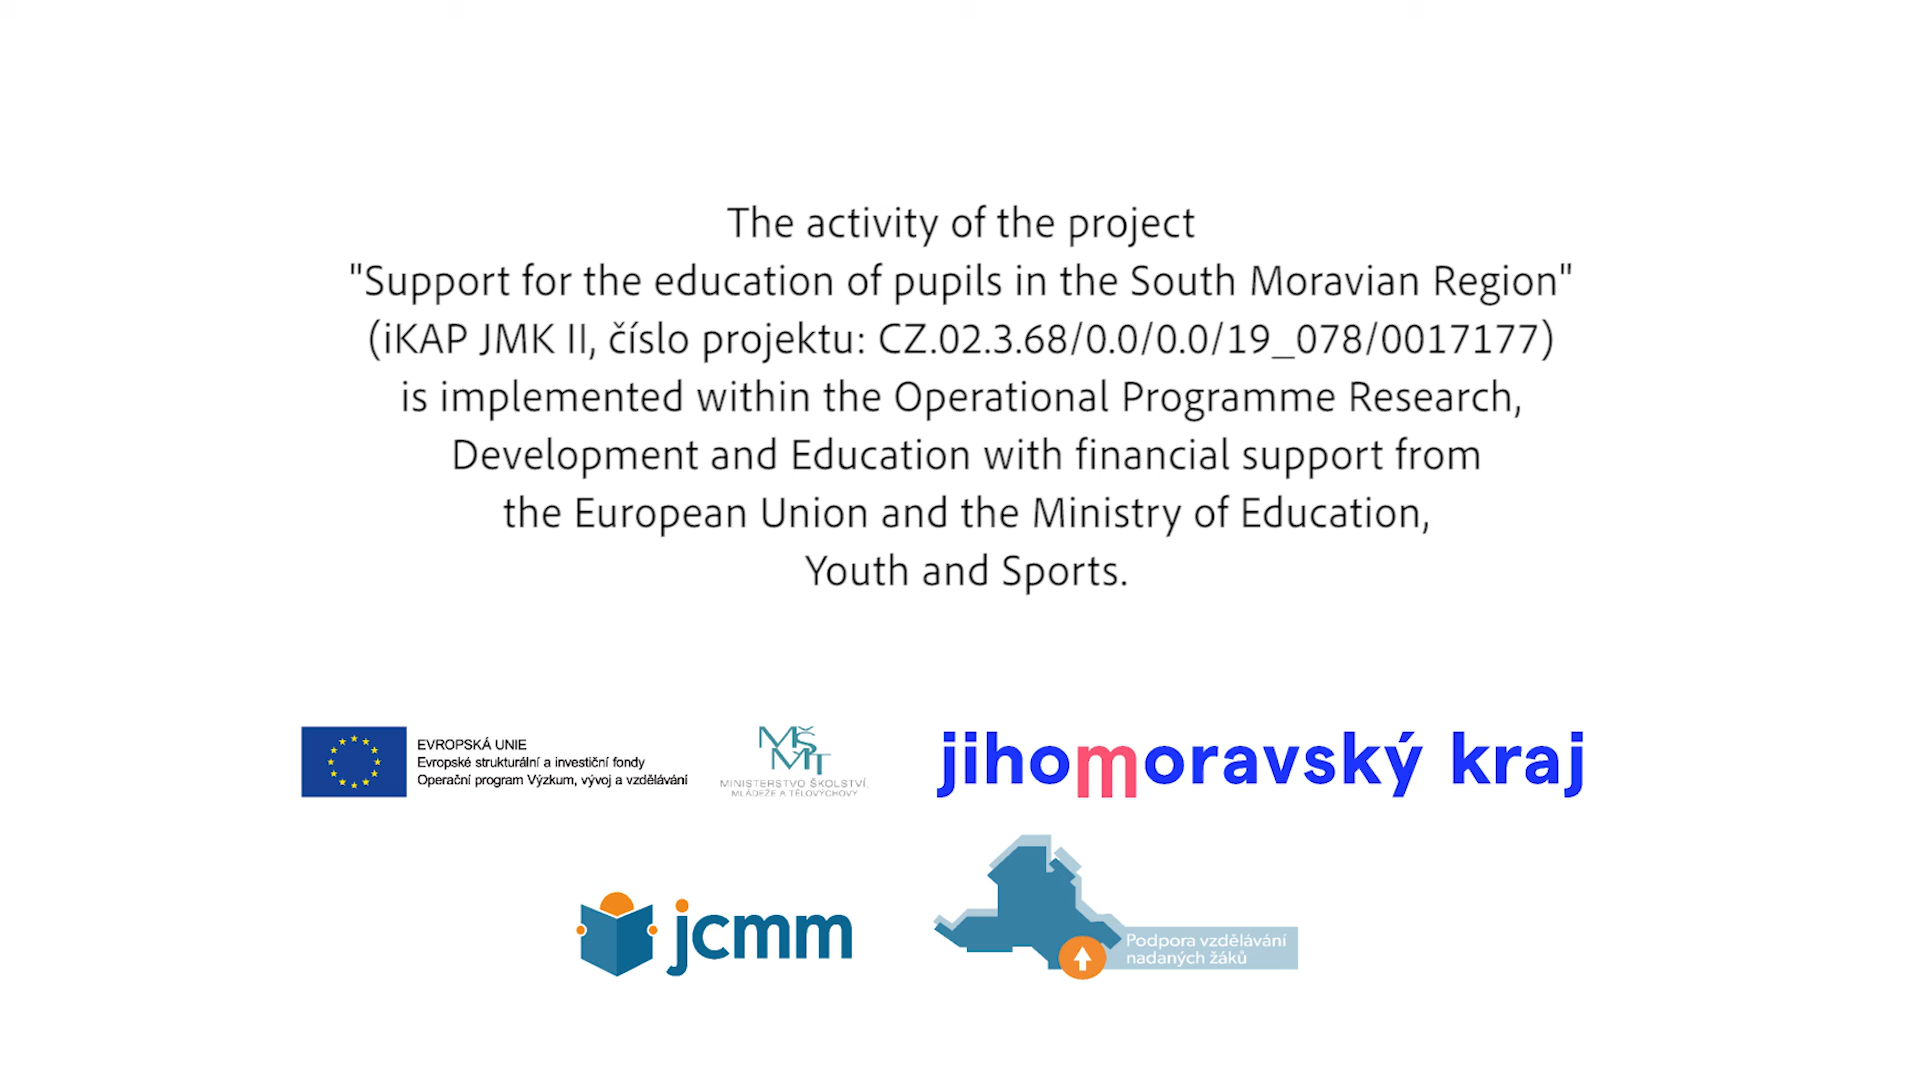 The activity of the project
"Support for the education of pupils in the South Moravian Region"
(iKAP JMK II, číslo projektu: CZ.02.3.68/0.0/0.0/19_078/0017177)
is implemented within the Operational Programme Research,
Development and Education with financial support from
the European Union and the Ministry of Education,
Youth and Sports.
EVROPSKÁ UNIE
Evropské strukturální a investiční fondy
Operační program Výzkum, vývoj a vzdělávání
MŠMT
MINISTERSTVO ŠKOLSTVÍ,
MLÁDEŽE A TĚLOVÝCHOVY
jihomoravský kraj
jcmm
Podpora vzdělávání
nadaných žáků